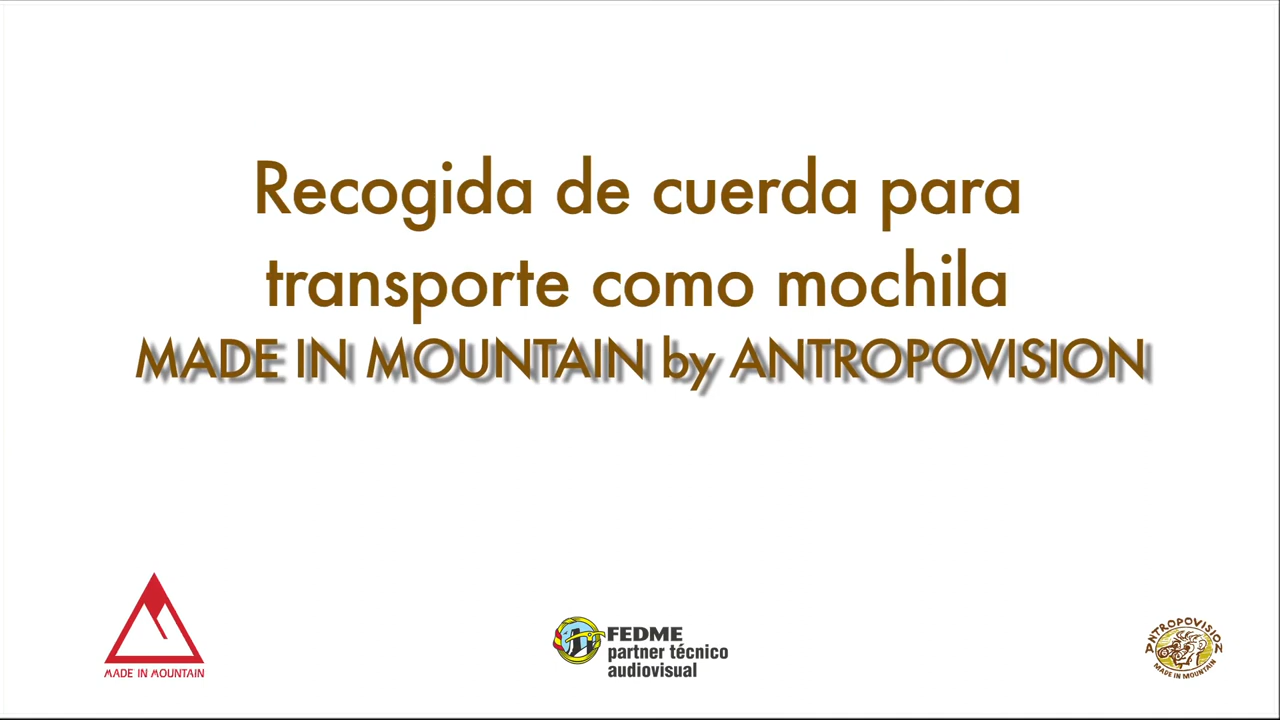 Recogida de cuerda para
transporte como mochila
MADE IN MOUNTAIN by ANTROPOVISION
MADE IN MOUNTAIN
FEDME
partner técnico
audiovisual
ANTROPOVISION
MADE IN MOUNTAIN